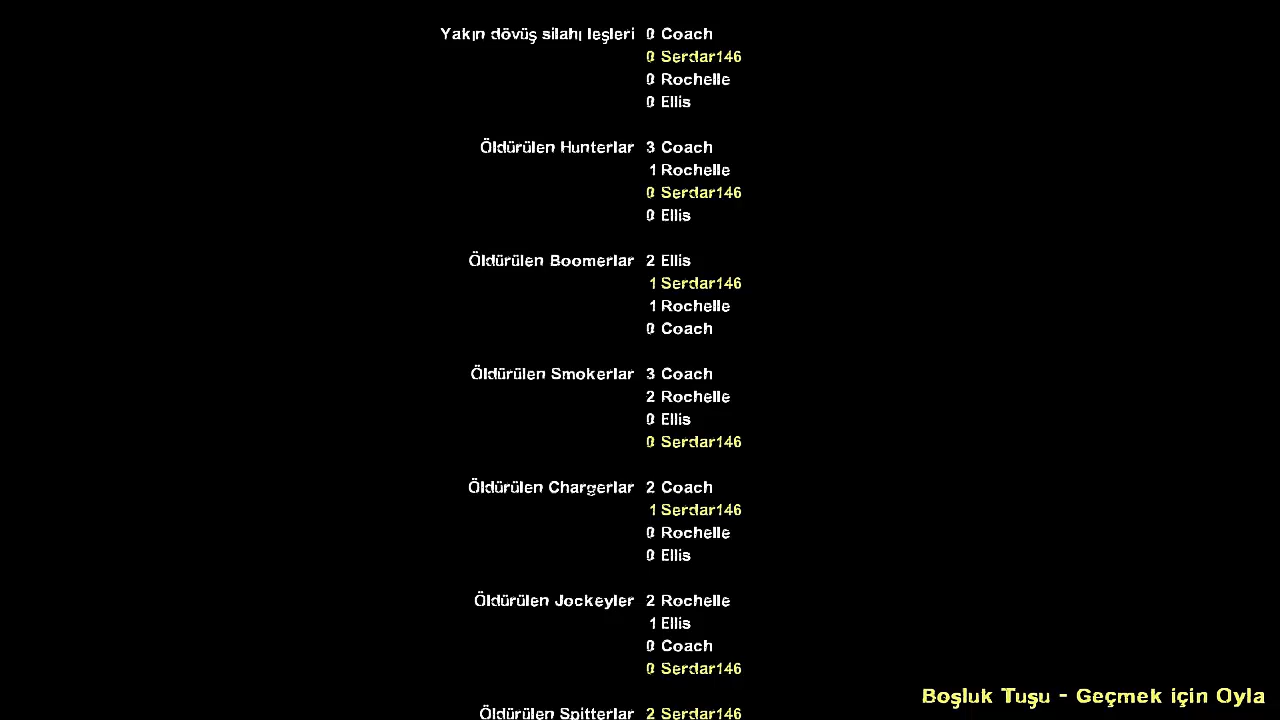 Yakın dövüş silahı leşleri 0 Coach
0 Serdar146
0 Rochelle
0 Ellis
Öldürülen Hunterlar 3 Coach
1 Rochelle
0 Serdar146
0 Ellis
Öldürülen Boomerlar 2 Ellis
1 Serdar146
1 Rochelle
0 Coach
Öldürülen Smokerlar 3 Coach
2 Rochelle
0 Ellis
0 Serdar146
Öldürülen Chargerlar 2 Coach
1 Serdar146
0 Rochelle
0 Ellis
Öldürülen Jockeyler 2 Rochelle
1 Ellis
0 Coach
0 Serdar146
Öldürülen Spitterlar 2 Serdar146
Boşluk Tuşu - Geçmek için Oyla